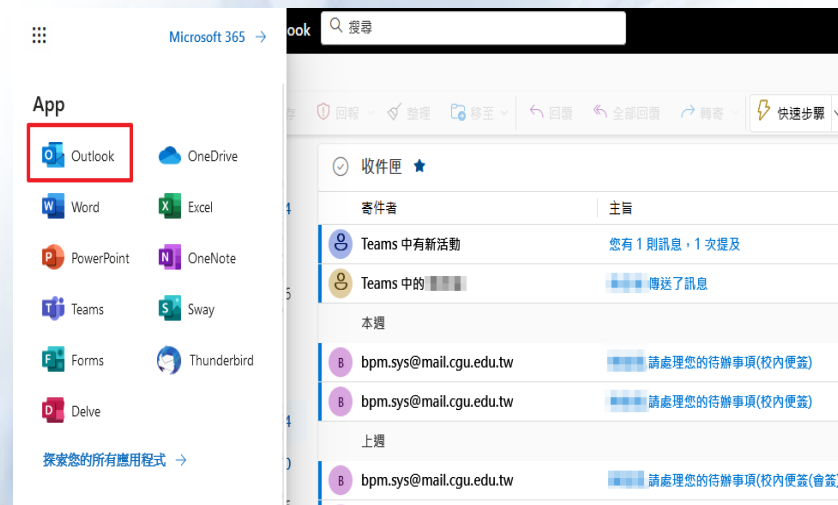 Microsoft 365 →
App
Outlook
OneDrive
Word
Excel
PowerPoint
OneNote
Teams
Sway
Forms
Thunderbird
Delve
探索您的所有應用程式 →
ook
搜尋
回報
整理
移至
回覆
全部回覆
轉寄
快速步驟
收件匣
寄件者
主旨
Teams 中有新活動
您有 1 則訊息，1 次提及
Teams 中的
傳送了訊息
本週
B bpm.sys@mail.cgu.edu.tw
請處理您的待辦事項(校內便簽)
B bpm.sys@mail.cgu.edu.tw
請處理您的待辦事項(校內便簽)
上週
B bpm.sys@mail.cgu.edu.tw
請處理您的待辦事項(校內便簽(會簽)